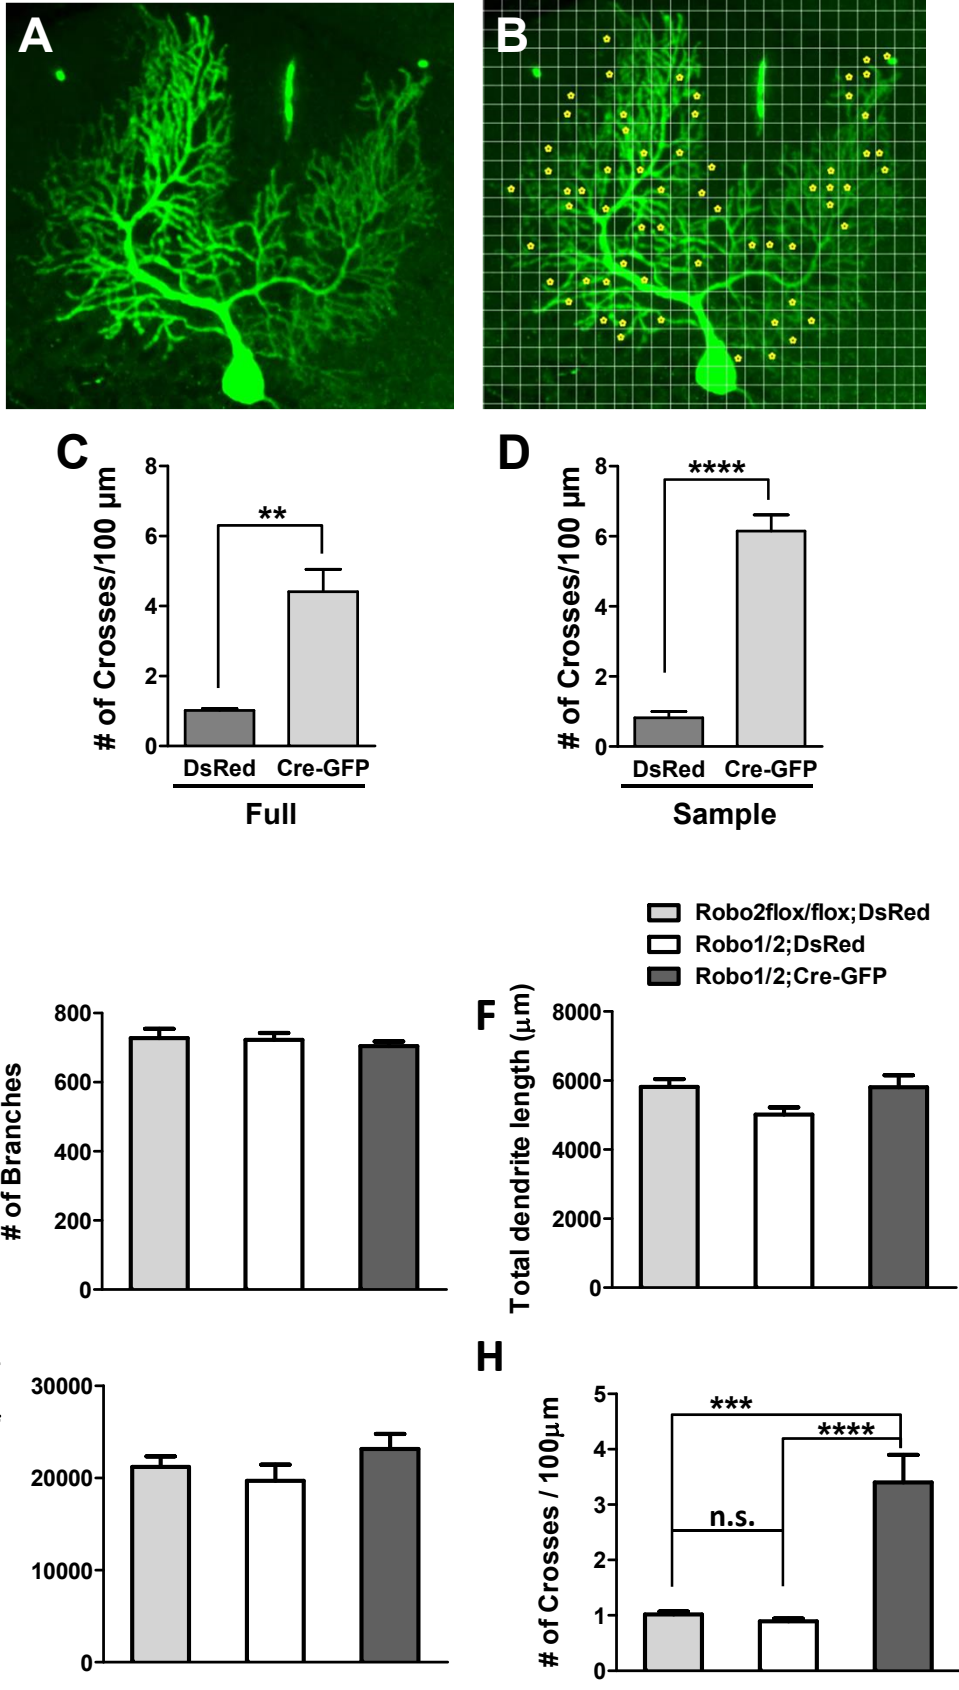 A
B
C
# of Crosses/100 µm
8
6
4
2
0
**
DsRed
Cre-GFP
Full
D
# of Crosses/100 µm
8
6
4
2
0
****
DsRed
Cre-GFP
Sample
Robo2flox/flox;DsRed
Robo1/2;DsRed
Robo1/2;Cre-GFP
# of Branches
800
600
400
200
0
F
Total dendrite length (µm)
8000
6000
4000
2000
0
30000
20000
10000
0
H
# of Crosses / 100µm
5
4
3
2
1
0
***
****
n.s.